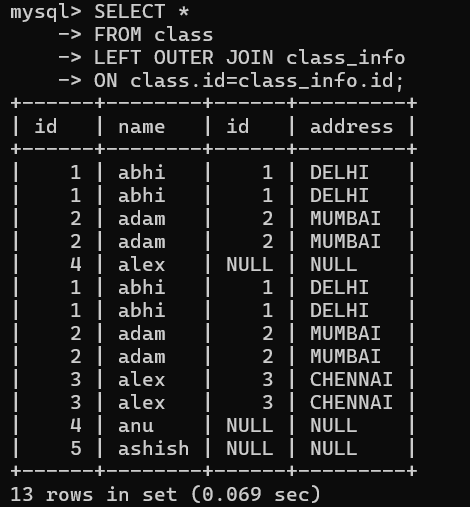 mysql> SELECT *
    -> FROM class
    -> LEFT OUTER JOIN class_info
    -> ON class.id=class_info.id;
+------+--------+------+---------+
| id   | name   | id   | address |
+------+--------+------+---------+
|    1 | abhi   |    1 | DELHI   |
|    1 | abhi   |    1 | DELHI   |
|    2 | adam   |    2 | MUMBAI  |
|    2 | adam   |    2 | MUMBAI  |
|    4 | alex   | NULL | NULL    |
|    1 | abhi   |    1 | DELHI   |
|    1 | abhi   |    1 | DELHI   |
|    2 | adam   |    2 | MUMBAI  |
|    2 | adam   |    2 | MUMBAI  |
|    3 | alex   |    3 | CHENNAI |
|    3 | alex   |    3 | CHENNAI |
|    4 | anu    | NULL | NULL    |
|    5 | ashish | NULL | NULL    |
+------+--------+------+---------+
13 rows in set (0.069 sec)